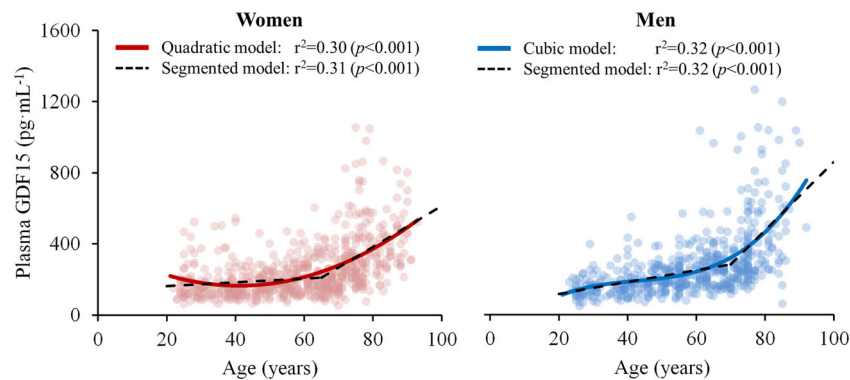 Women
Quadratic model: r²=0.30 (p<0.001)
Segmented model: r²=0.31 (p<0.001)
Men
Cubic model: r²=0.32 (p<0.001)
Segmented model: r²=0.32 (p<0.001)
Plasma GDF15 (pg·mL⁻¹)
1600
1200
800
400
0
0 20 40 60 80 100
Age (years)
0 20 40 60 80 100
Age (years)